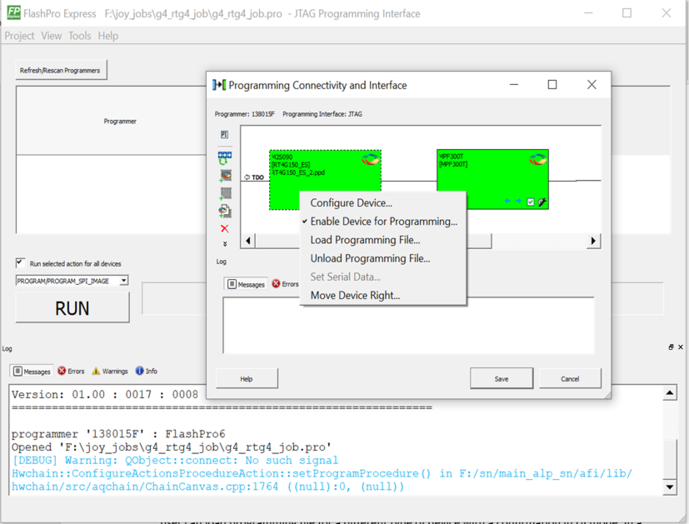 FP FlashPro Express F:\joy_jobs\g4_rtg4_job\g4_rtg4_job.pro - JTAG Programming Interface
Project View Tools Help
Refresh/Rescan Programmers
Programmer
Programming Connectivity and Interface
Programmer: 138015F Programming Interface: JTAG
TDO
M2S090
[RT4G150_ES]
RT4G150_ES_2.ppd
MPF300T
[MPF300T]
Configure Device...
Enable Device for Programming...
Load Programming File...
Unload Programming File...
Set Serial Data...
Move Device Right...
Log
Messages Errors
Help Save Cancel
Run selected action for all devices
PROGRAM/PROGRAM_SPI_IMAGE
RUN
Log
Messages Errors Warnings Info
Version: 01.00 : 0017 : 0008
================================================================
programmer '138015F' : FlashPro6
Opened 'F:\joy_jobs\g4_rtg4_job\g4_rtg4_job.pro'
[DEBUG] Warning: QObject::connect: No such signal
Hwchain::ConfigureActionsProcedureAction::setProgramProcedure() in F:/sn/main_alp_sn/afi/lib/
hwchain/src/aqchain/ChainCanvas.cpp:1764 ((null):0, (null))